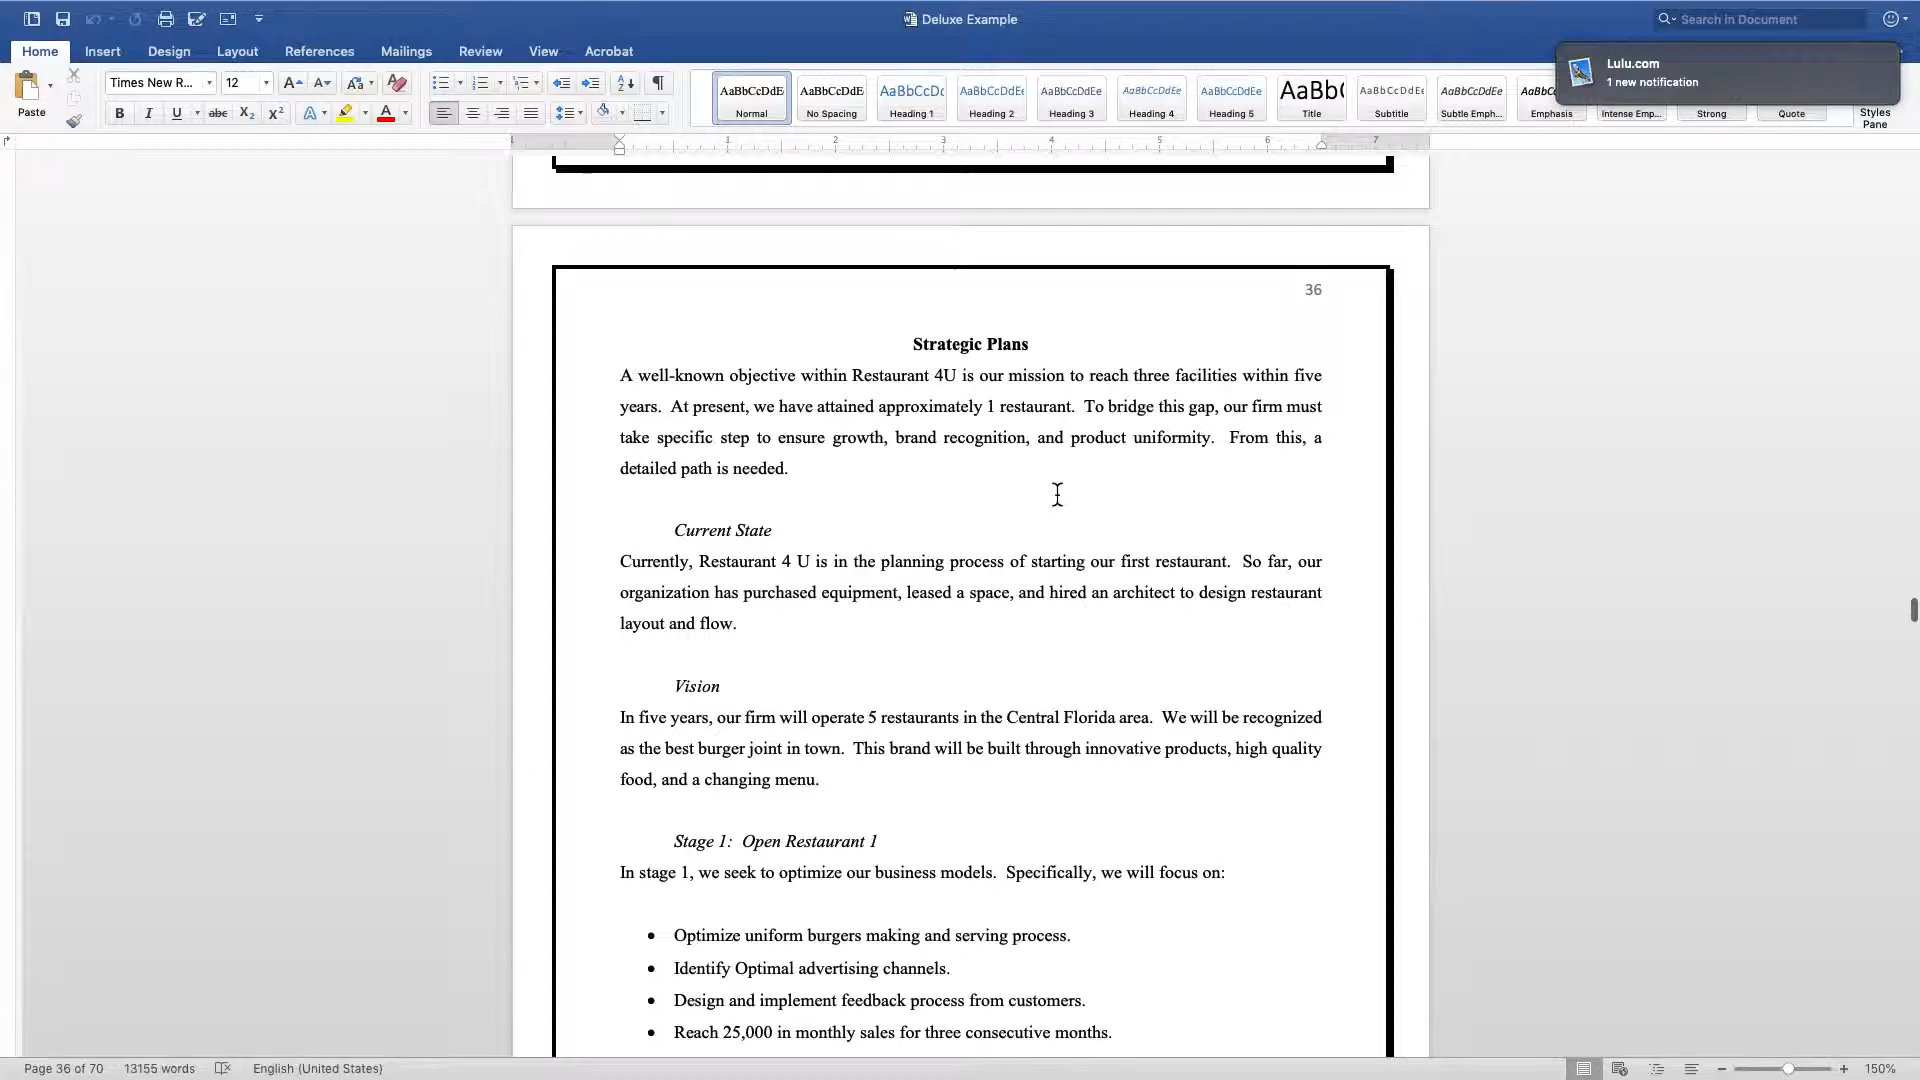 Deluxe Example
Search in Document
Home Insert Design Layout References Mailings Review View Acrobat
Lulu.com
1 new notification
Paste
Times New R... 12
AaBbCcDdE AaBbCcDdE AaBbCcDc AaBbCcDdEe AaBbCcDdEe AaBbCcDdEe AaBbCcDdEe AaBb( AaBbCcDdEe AaBbCcDdEe
Normal No Spacing Heading 1 Heading 2 Heading 3 Heading 4 Heading 5 Title Subtitle Subtle Emph... Emphasis Intense Emp... Strong Quote
Styles
Pane
1 1 2 3 4 5 6 7
36
Strategic Plans
A well-known objective within Restaurant 4U is our mission to reach three facilities within five
years.  At present, we have attained approximately 1 restaurant.  To bridge this gap, our firm must
take specific step to ensure growth, brand recognition, and product uniformity.  From this, a
detailed path is needed.
Current State
Currently, Restaurant 4 U is in the planning process of starting our first restaurant.  So far, our
organization has purchased equipment, leased a space, and hired an architect to design restaurant
layout and flow.
Vision
In five years, our firm will operate 5 restaurants in the Central Florida area.  We will be recognized
as the best burger joint in town.  This brand will be built through innovative products, high quality
food, and a changing menu.
Stage 1:  Open Restaurant 1
In stage 1, we seek to optimize our business models.  Specifically, we will focus on:
• Optimize uniform burgers making and serving process.
• Identify Optimal advertising channels.
• Design and implement feedback process from customers.
• Reach 25,000 in monthly sales for three consecutive months.
Page 36 of 70 13155 words English (United States) 150%